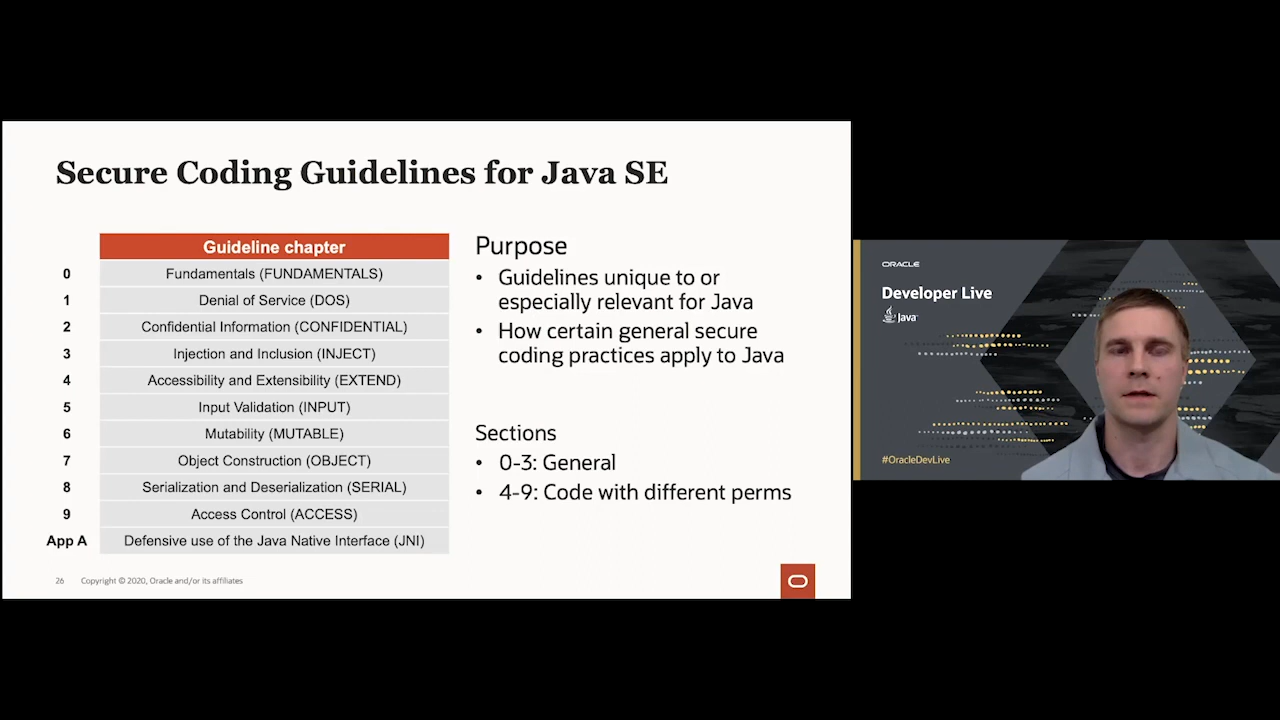 Secure Coding Guidelines for Java SE
Guideline chapter
0 Fundamentals (FUNDAMENTALS)
1 Denial of Service (DOS)
2 Confidential Information (CONFIDENTIAL)
3 Injection and Inclusion (INJECT)
4 Accessibility and Extensibility (EXTEND)
5 Input Validation (INPUT)
6 Mutability (MUTABLE)
7 Object Construction (OBJECT)
8 Serialization and Deserialization (SERIAL)
9 Access Control (ACCESS)
App A Defensive use of the Java Native Interface (JNI)
Purpose
• Guidelines unique to or
especially relevant for Java
• How certain general secure
coding practices apply to Java
Sections
• 0-3: General
• 4-9: Code with different perms
26 Copyright © 2020, Oracle and/or its affiliates
ORACLE
Developer Live
Java
#OracleDevLive